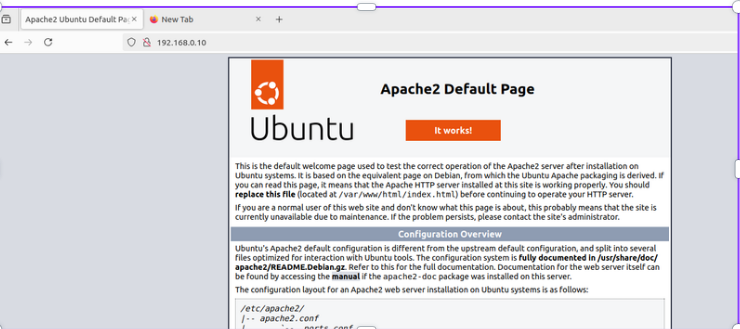 Apache2 Ubuntu Default Pa
New Tab
192.168.0.10
Apache2 Default Page
Ubuntu
It works!
This is the default welcome page used to test the correct operation of the Apache2 server after installation on
Ubuntu systems. It is based on the equivalent page on Debian, from which the Ubuntu Apache packaging is derived. If
you can read this page, it means that the Apache HTTP server installed at this site is working properly. You should
replace this file (located at /var/www/html/index.html) before continuing to operate your HTTP server.
If you are a normal user of this web site and don't know what this page is about, this probably means that the site is
currently unavailable due to maintenance. If the problem persists, please contact the site's administrator.
Configuration Overview
Ubuntu's Apache2 default configuration is different from the upstream default configuration, and split into several
files optimized for interaction with Ubuntu tools. The configuration system is fully documented in /usr/share/doc/
apache2/README.Debian.gz. Refer to this for the full documentation. Documentation for the web server itself can
be found by accessing the manual if the apache2-doc package was installed on this server.
The configuration layout for an Apache2 web server installation on Ubuntu systems is as follows:
/etc/apache2/
|-- apache2.conf
|       `-- ports.conf